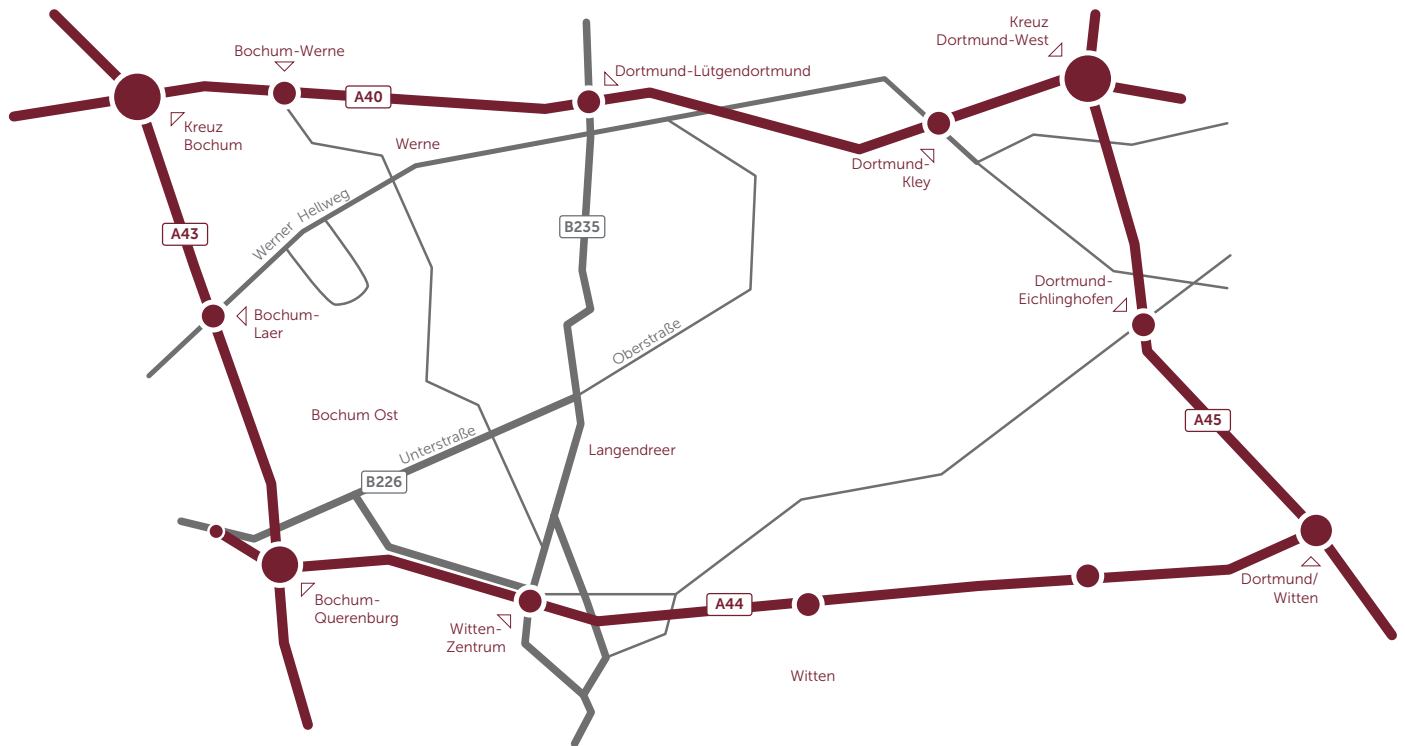 Kreuz
Dortmund-West
Bochum-Werne
Dortmund-Lütgendortmund
A40
Kreuz
Bochum
Werne
Dortmund-
Kley
Werner Hellweg
B235
A43
Dortmund-
Eichlinghofen
Bochum-
Laer
Oberstraße
Bochum Ost
A45
Unterstraße
Langendreer
B226
Dortmund/
Witten
Bochum-
Querenburg
A44
Witten-
Zentrum
Witten